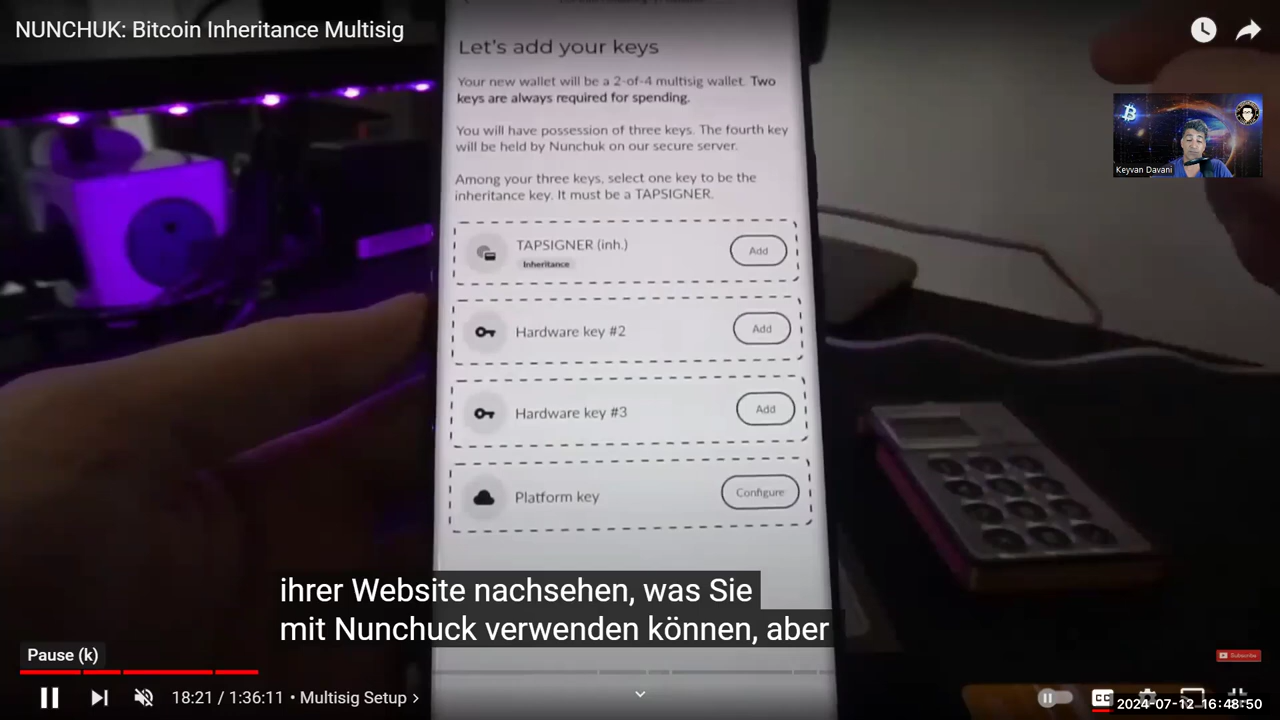 NUNCHUK: Bitcoin Inheritance Multisig
Let's add your keys
Your new wallet will be a 2-of-4 multisig wallet. Two
keys are always required for spending.
You will have possession of three keys. The fourth key
will be held by Nunchuk on our secure server.
Among your three keys, select one key to be the
inheritance key. It must be a TAPSIGNER.
TAPSIGNER (inh.)
Inheritance
Add
Hardware key #2
Add
Hardware key #3
Add
Platform key
Configure
Keyvan Davani
ihrer Website nachsehen, was Sie
mit Nunchuck verwenden können, aber
Pause (k)
Subscribe
18:21 / 1:36:11 • Multisig Setup ›
CC
2024-07-12 16:48:50